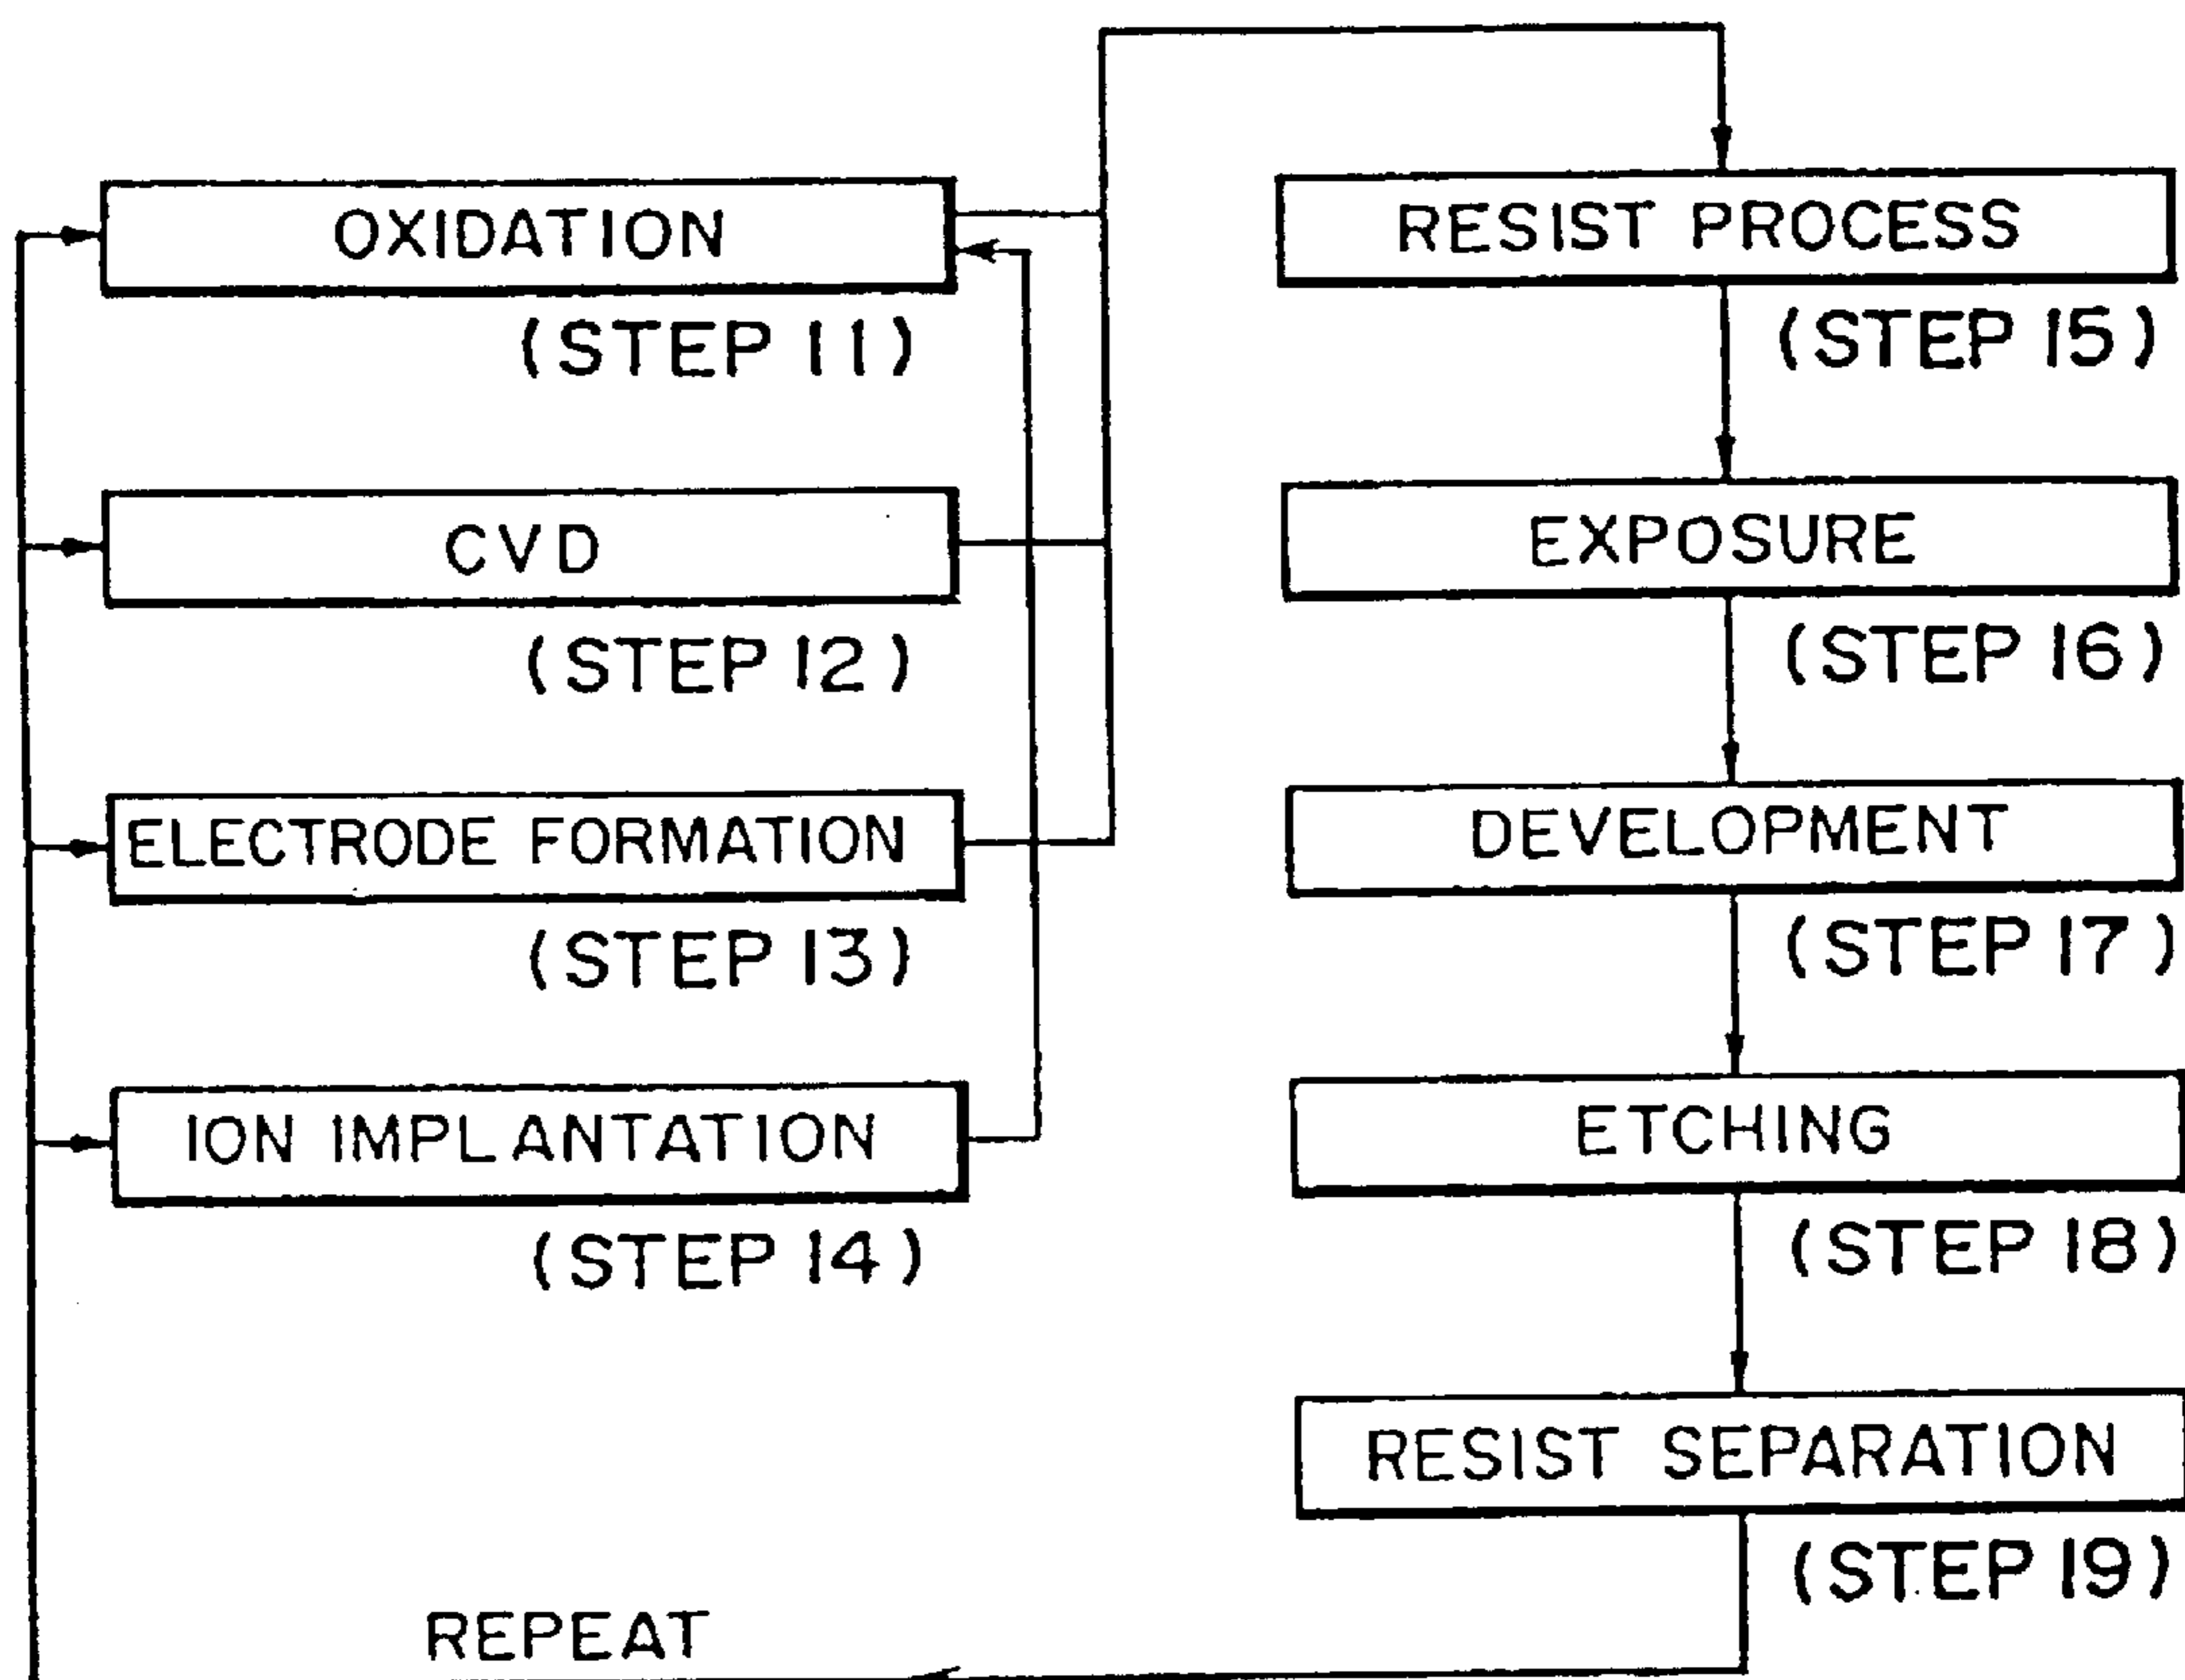 OXIDATION
(STEP 11)
CVD
(STEP 12)
ELECTRODE FORMATION
(STEP 13)
ION IMPLANTATION
(STEP 14)
RESIST PROCESS
(STEP 15)
EXPOSURE
(STEP 16)
DEVELOPMENT
(STEP 17)
ETCHING
(STEP 18)
RESIST SEPARATION
(STEP 19)
REPEAT